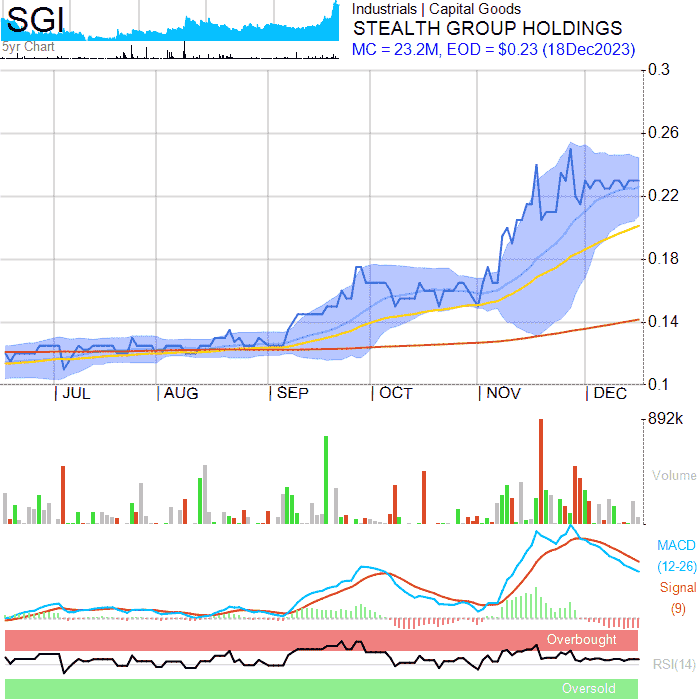 SGI
5yr Chart
Industrials | Capital Goods
STEALTH GROUP HOLDINGS
MC = 23.2M, EOD = $0.23 (18Dec2023)
0.3
0.26
0.22
0.18
0.14
0.1
| JUL | AUG | SEP | OCT | NOV | DEC
892k
Volume
MACD
(12-26)
Signal
(9)
Overbought
RSI(14)
Oversold